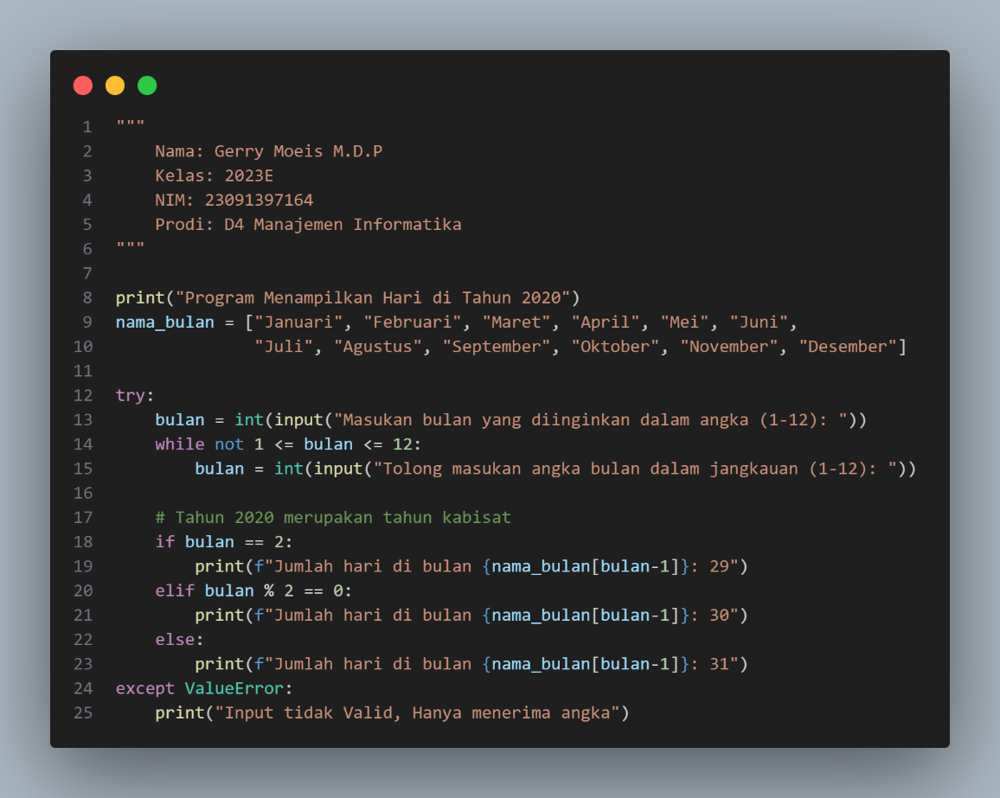 1 """
2     Nama: Gerry Moeis M.D.P
3     Kelas: 2023E
4     NIM: 23091397164
5     Prodi: D4 Manajemen Informatika
6 """
7
8 print("Program Menampilkan Hari di Tahun 2020")
9 nama_bulan = ["Januari", "Februari", "Maret", "April", "Mei", "Juni",
10               "Juli", "Agustus", "September", "Oktober", "November", "Desember"]
11
12 try:
13     bulan = int(input("Masukan bulan yang diinginkan dalam angka (1-12): "))
14     while not 1 <= bulan <= 12:
15         bulan = int(input("Tolong masukan angka bulan dalam jangkauan (1-12): "))
16
17     # Tahun 2020 merupakan tahun kabisat
18     if bulan == 2:
19         print(f"Jumlah hari di bulan {nama_bulan[bulan-1]}: 29")
20     elif bulan % 2 == 0:
21         print(f"Jumlah hari di bulan {nama_bulan[bulan-1]}: 30")
22     else:
23         print(f"Jumlah hari di bulan {nama_bulan[bulan-1]}: 31")
24 except ValueError:
25     print("Input tidak Valid, Hanya menerima angka")